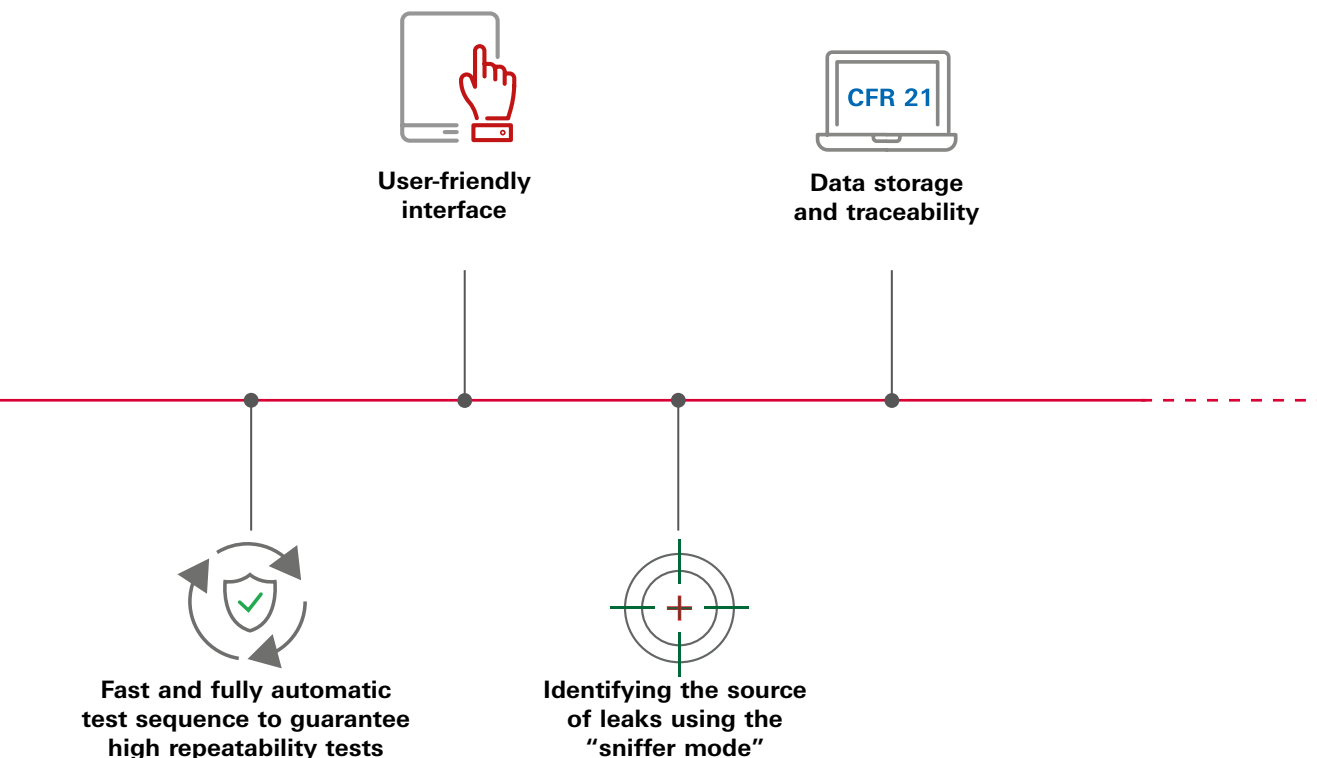 CFR 21
User-friendly
interface
Data storage
and traceability
Fast and fully automatic
test sequence to guarantee
high repeatability tests
Identifying the source
of leaks using the
“sniffer mode”